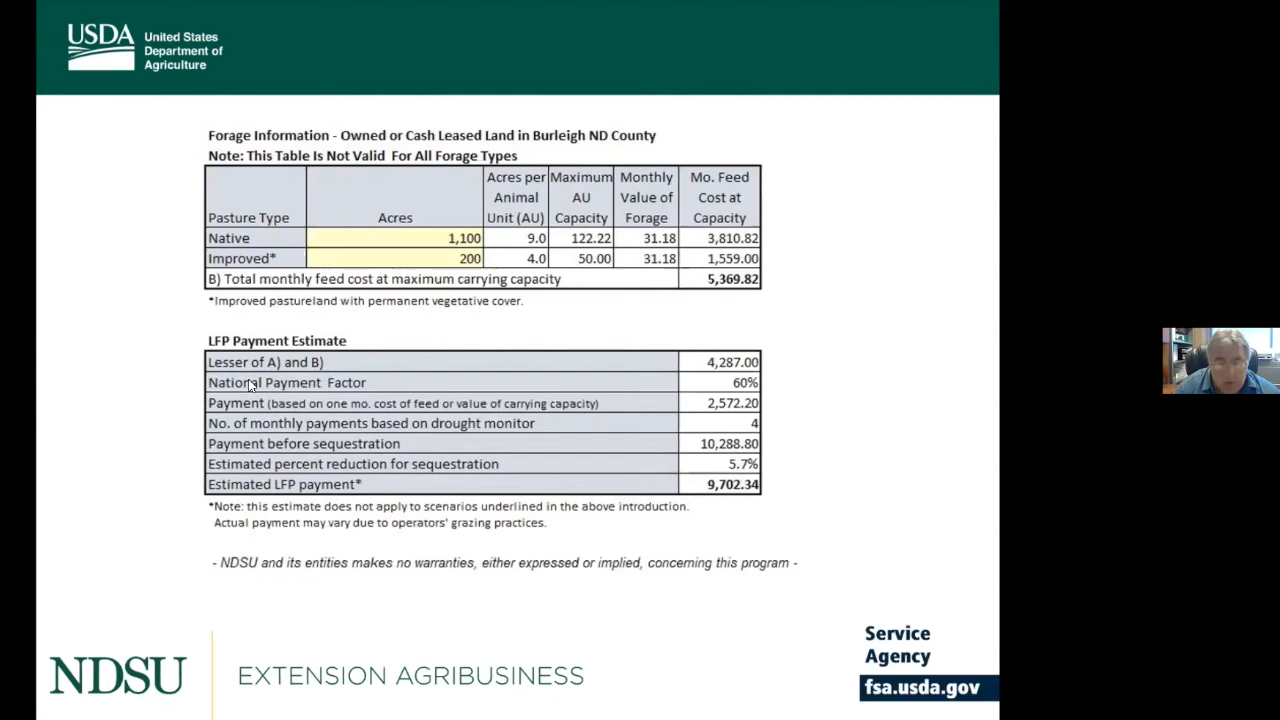 USDA
United States
Department of
Agriculture
Forage Information - Owned or Cash Leased Land in Burleigh ND County
Note: This Table Is Not Valid For All Forage Types
Pasture Type Acres Acres per Animal Unit (AU) Maximum AU Capacity Monthly Value of Forage Mo. Feed Cost at Capacity
Native 1,100 9.0 122.22 31.18 3,810.82
Improved* 200 4.0 50.00 31.18 1,559.00
B) Total monthly feed cost at maximum carrying capacity 5,369.82
*Improved pastureland with permanent vegetative cover.
LFP Payment Estimate
Lesser of A) and B) 4,287.00
National Payment Factor 60%
Payment (based on one mo. cost of feed or value of carrying capacity) 2,572.20
No. of monthly payments based on drought monitor 4
Payment before sequestration 10,288.80
Estimated percent reduction for sequestration 5.7%
Estimated LFP payment* 9,702.34
*Note: this estimate does not apply to scenarios underlined in the above introduction.
Actual payment may vary due to operators' grazing practices.
- NDSU and its entities makes no warranties, either expressed or implied, concerning this program -
NDSU EXTENSION AGRIBUSINESS
Service
Agency
fsa.usda.gov